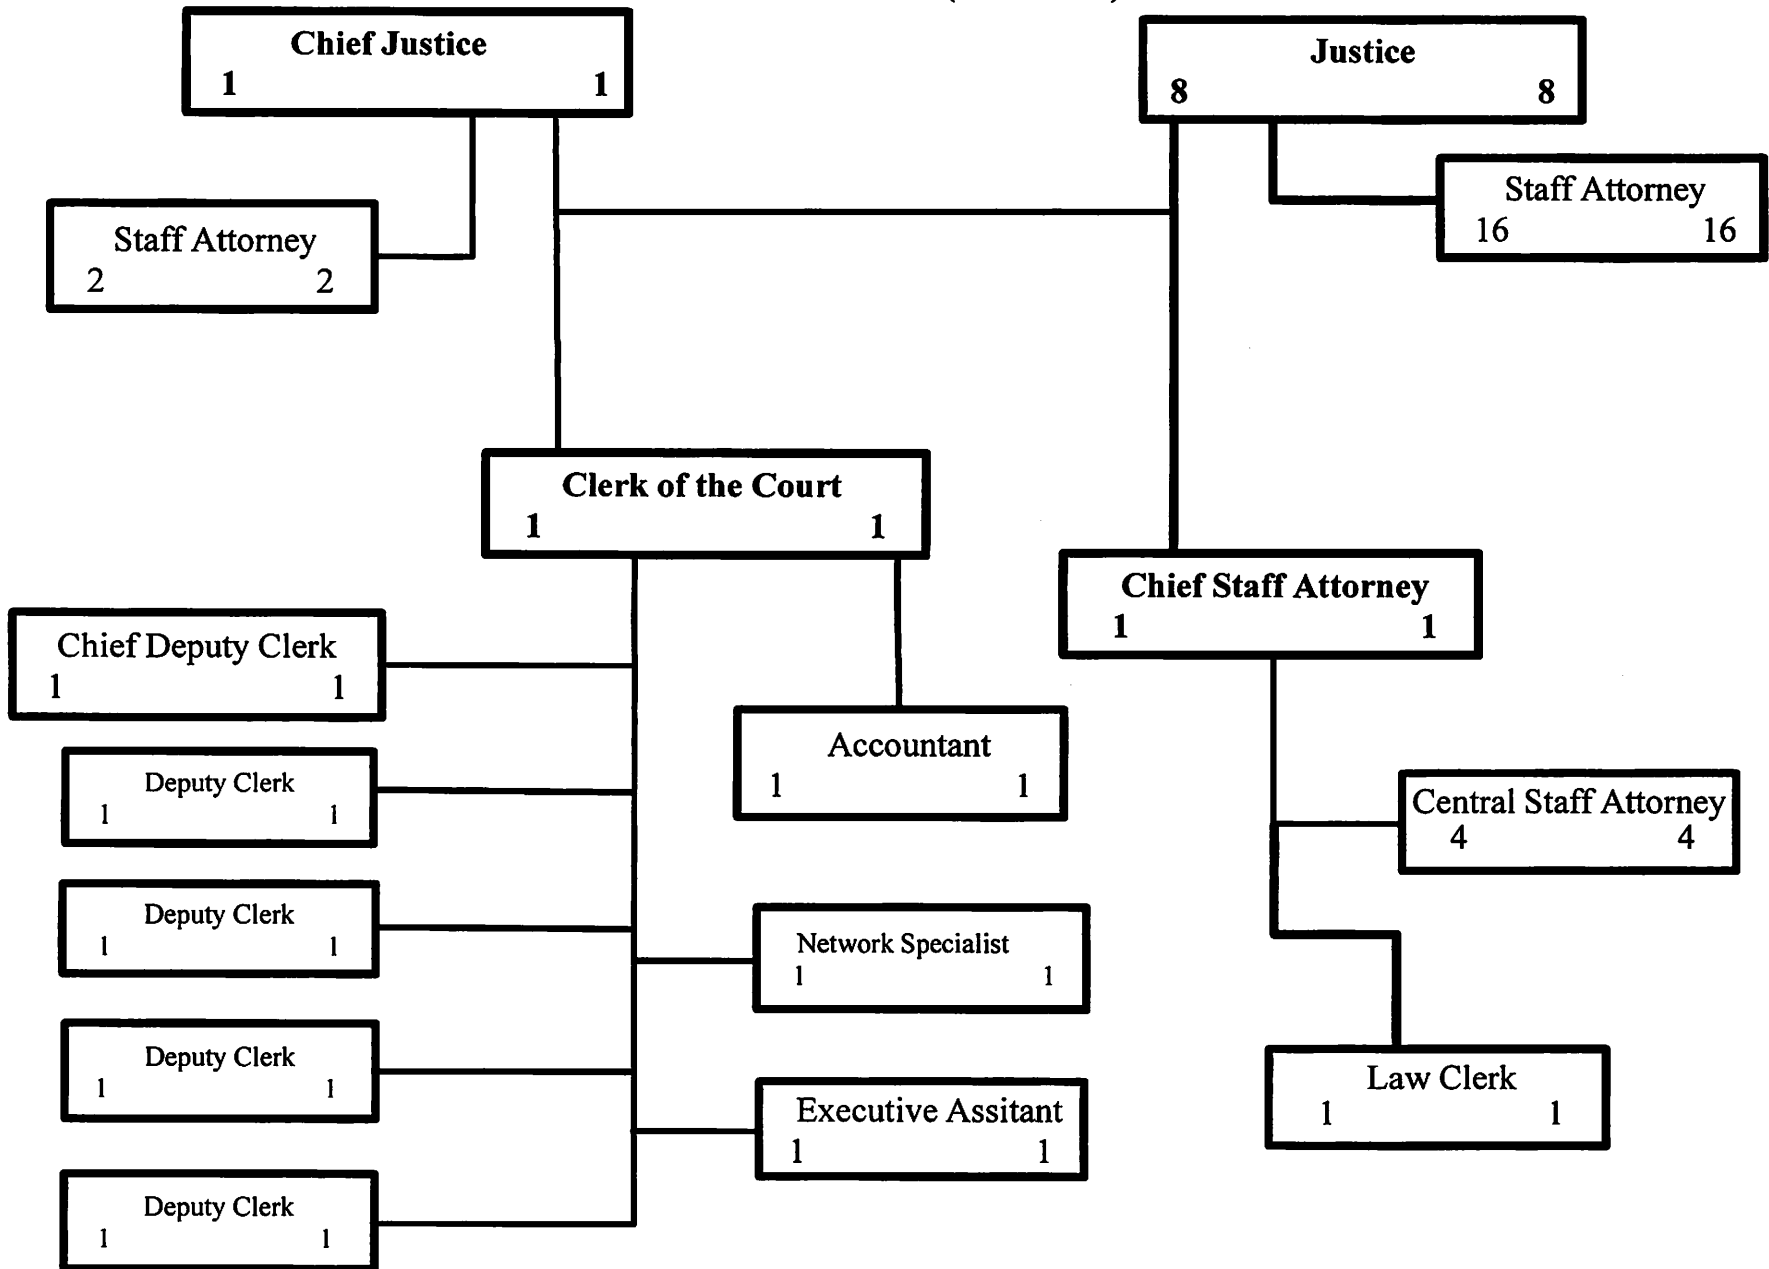 Chief Justice
1 1
Justice
8 8
Staff Attorney
16 16
Staff Attorney
2 2
Clerk of the Court
1 1
Chief Staff Attorney
1 1
Chief Deputy Clerk
1 1
Accountant
1 1
Deputy Clerk
1 1
Central Staff Attorney
4 4
Deputy Clerk
1 1
Network Specialist
1 1
Deputy Clerk
1 1
Law Clerk
1 1
Executive Assitant
1 1
Deputy Clerk
1 1